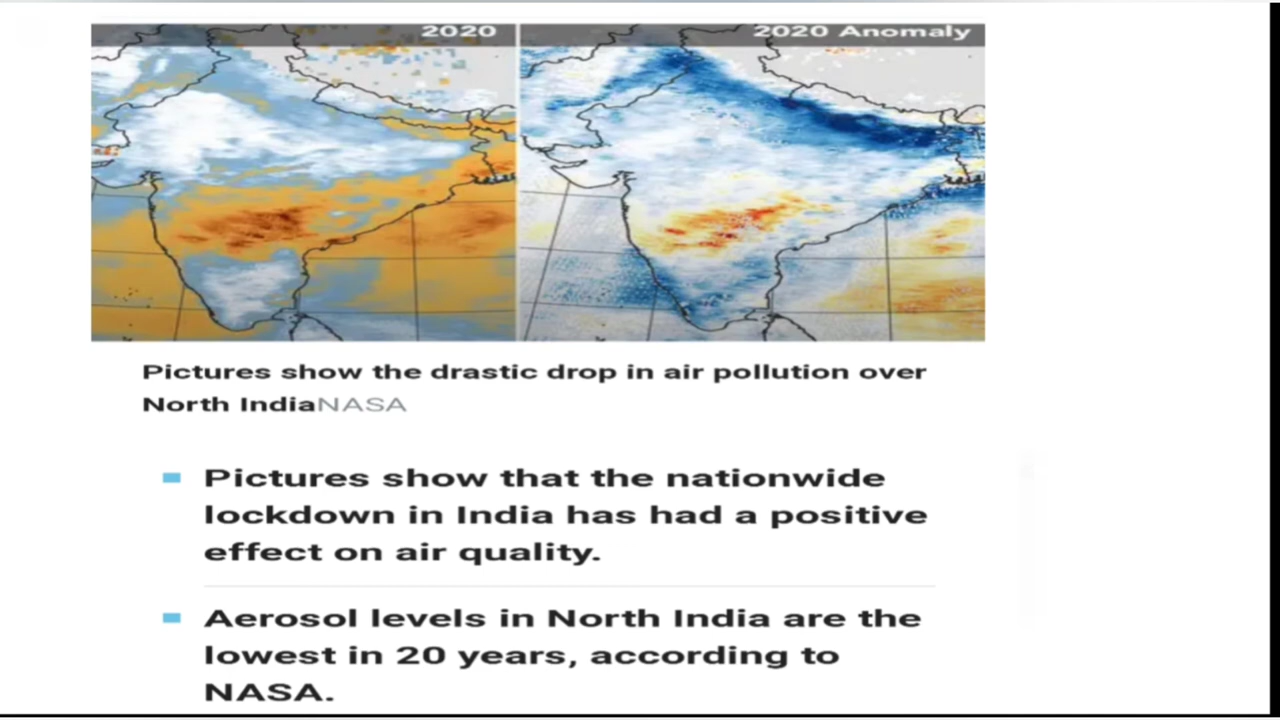 2020
2020 Anomaly
Pictures show the drastic drop in air pollution over
North IndiaNASA
Pictures show that the nationwide
lockdown in India has had a positive
effect on air quality.
Aerosol levels in North India are the
lowest in 20 years, according to
NASA.